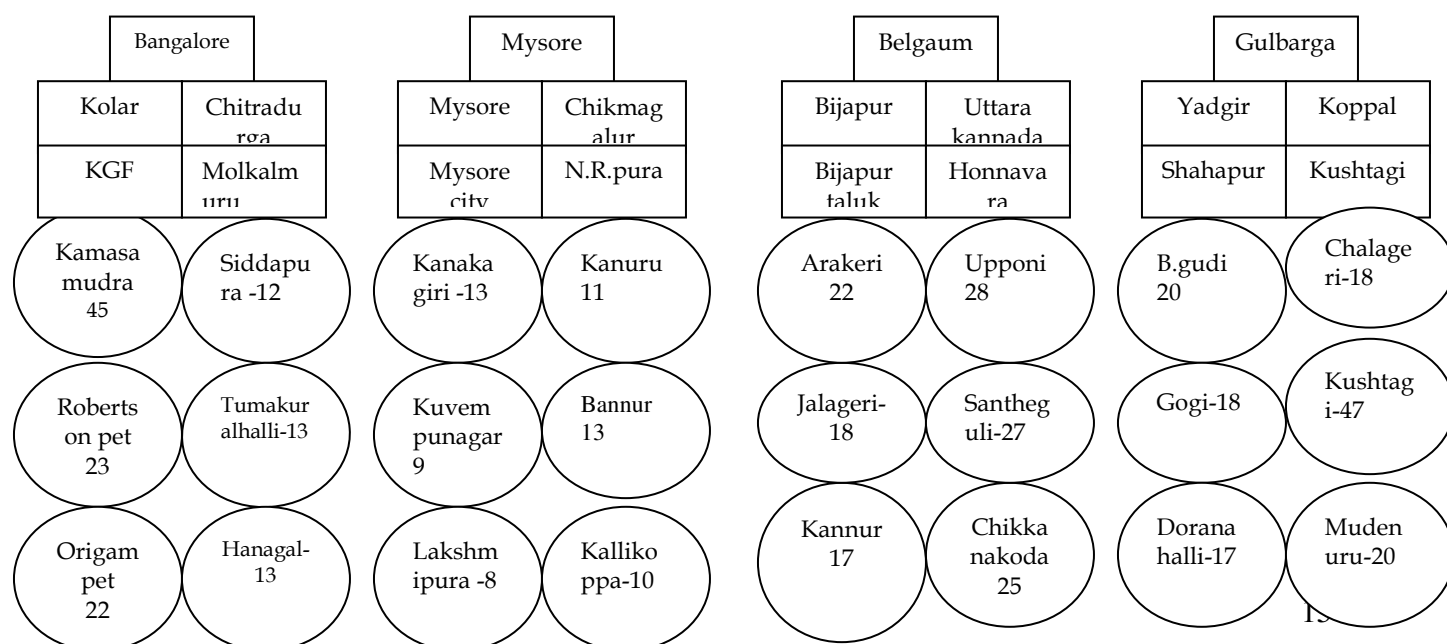 Bangalore
Mysore
Belgaum
Gulbarga
Kolar
Chitradu
rga
Mysore
Chikmag
alur
Bijapur
Uttara
kannada
Yadgir
Koppal
KGF
Molkalm
uru
Mysore
city
N.R.pura
Bijapur
taluk
Honnava
ra
Shahapur
Kushtagi
Kamasa
mudra
45
Siddapu
ra -12
Kanaka
giri -13
Kanuru
11
Arakeri
22
Upponi
28
B.gudi
20
Chalage
ri-18
Roberts
on pet
23
Tumakur
alhalli-13
Kuvem
punagar
9
Bannur
13
Jalageri-
18
Santheg
uli-27
Gogi-18
Kushtag
i-47
Origam
pet
22
Hanagal-
13
Lakshm
ipura -8
Kalliko
ppa-10
Kannur
17
Chikka
nakoda
25
Dorana
halli-17
Muden
uru-20